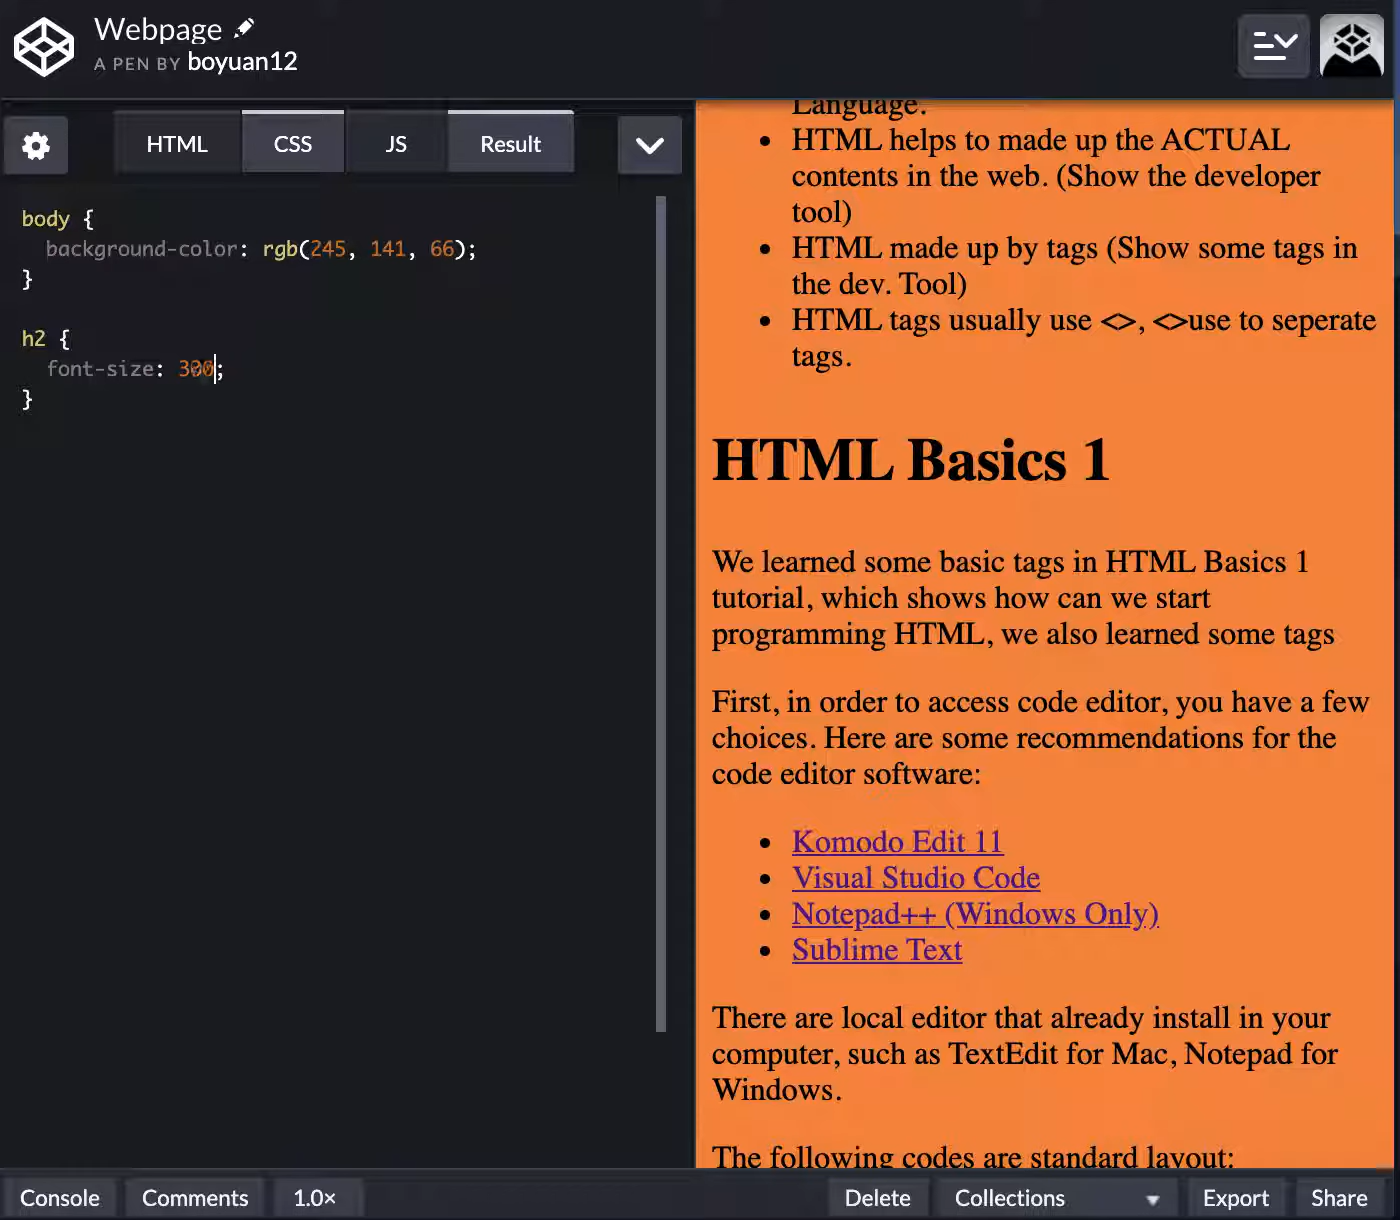 Webpage
A PEN BY boyuan12
HTML CSS JS Result
body {
background-color: rgb(245, 141, 66);
}
h2 {
font-size: 300;
}
Language.
• HTML helps to made up the ACTUAL
contents in the web. (Show the developer
tool)
• HTML made up by tags (Show some tags in
the dev. Tool)
• HTML tags usually use <>, <>use to seperate
tags.
HTML Basics 1
We learned some basic tags in HTML Basics 1
tutorial, which shows how can we start
programming HTML, we also learned some tags
First, in order to access code editor, you have a few
choices. Here are some recommendations for the
code editor software:
• Komodo Edit 11
• Visual Studio Code
• Notepad++ (Windows Only)
• Sublime Text
There are local editor that already install in your
computer, such as TextEdit for Mac, Notepad for
Windows.
The following codes are standard layout:
Console Comments 1.0× Delete Collections Export Share